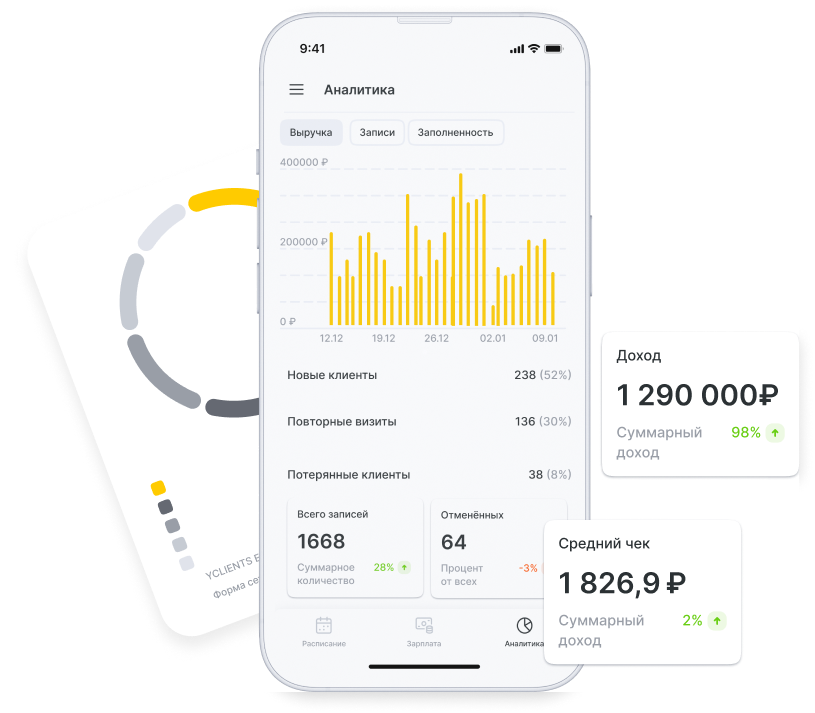 9:41
Аналитика
Выручка
Записи
Заполненность
400000 ₽
200000 ₽
0 ₽
12.12
19.12
26.12
02.01
09.01
Новые клиенты
238 (52%)
Повторные визиты
136 (30%)
Потерянные клиенты
38 (8%)
Всего записей
1668
Суммарное
количество
28%
Отменённых
64
Процент
от всех
-3%
Расписание
Зарплата
Аналитика
Доход
1 290 000₽
Суммарный
доход
98%
Средний чек
1 826,9 ₽
Суммарный
доход
2%
YCLIENTS
Форма